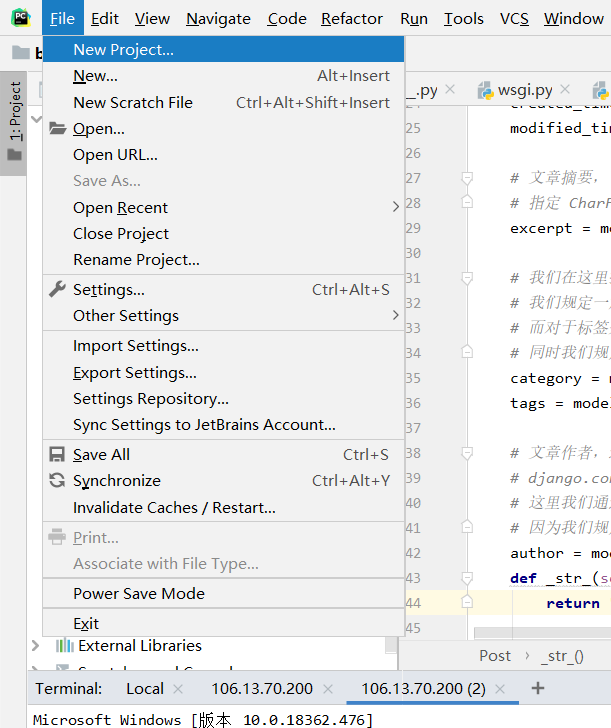 File Edit View Navigate Code Refactor Run Tools VCS Window
New Project...
New... Alt+Insert
New Scratch File Ctrl+Alt+Shift+Insert
Open...
Open URL...
Save As...
Open Recent
Close Project
Rename Project...
Settings... Ctrl+Alt+S
Other Settings
Import Settings...
Export Settings...
Settings Repository...
Sync Settings to JetBrains Account...
Save All Ctrl+S
Synchronize Ctrl+Alt+Y
Invalidate Caches / Restart...
Print...
Associate with File Type...
Power Save Mode
Exit
External Libraries
1: Project
_.py wsgi.py
25 modified_tim
26
27 # 文章摘要，
28 # 指定 CharF
29 excerpt = mo
30
31 # 我们在这里
32 # 我们规定一
33 # 而对于标签
34 # 同时我们规
35 category = m
36 tags = model
37
38 # 文章作者，
39 # django.con
40 # 这里我们通
41 # 因为我们规
42 author = mod
43 def _str_(se
44 return
45
Post › _str_()
Terminal: Local 106.13.70.200 106.13.70.200 (2) +
Microsoft Windows [版本 10.0.18362.476]